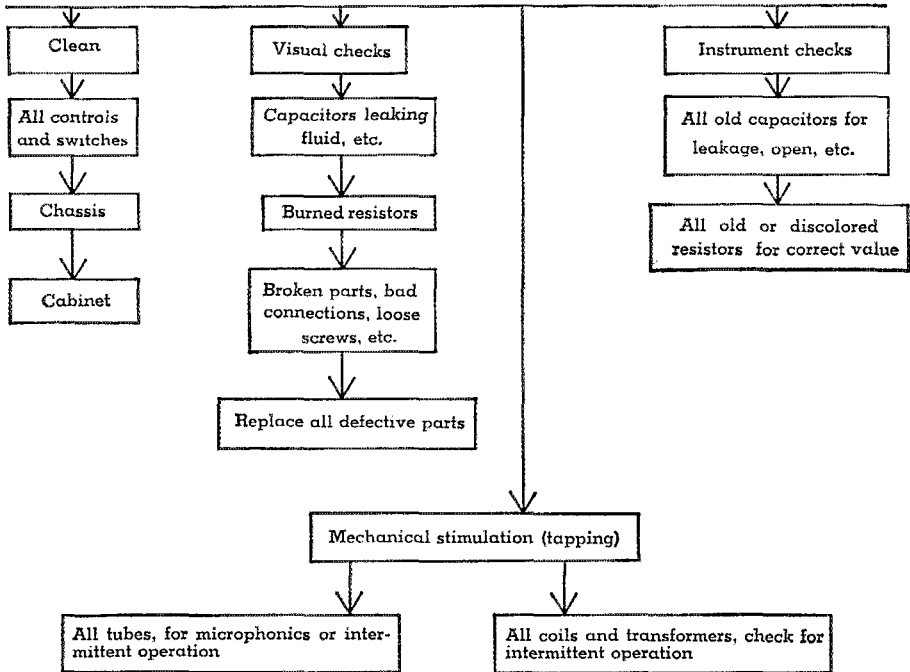 Clean
All controls
and switches
Chassis
Cabinet
Visual checks
Capacitors leaking
fluid, etc.
Burned resistors
Broken parts, bad
connections, loose
screws, etc.
Replace all defective parts
Instrument checks
All old capacitors for
leakage, open, etc.
All old or discolored
resistors for correct value
Mechanical stimulation (tapping)
All tubes, for microphonics or inter-
mittent operation
All coils and transformers, check for
intermittent operation